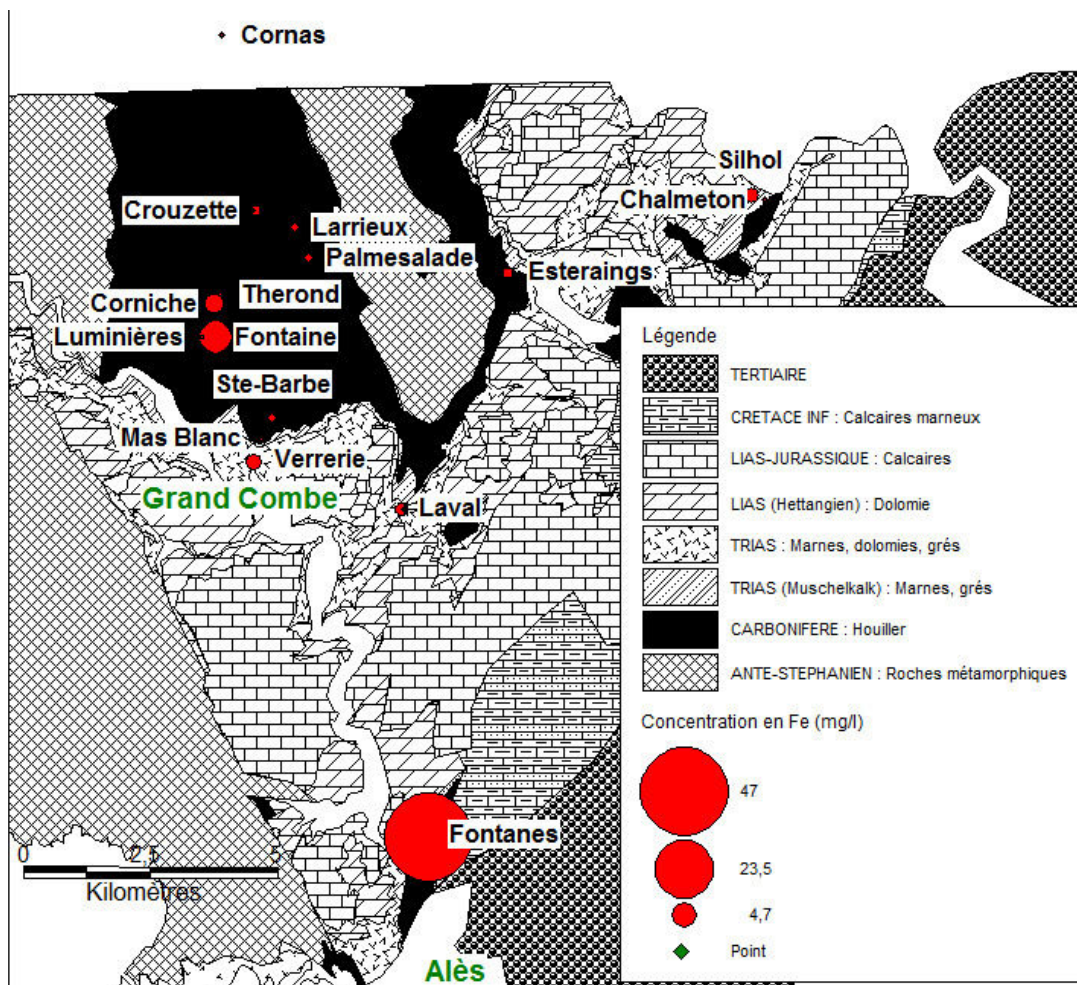 Cornas
Silhol
Crouzette
Chalmeton
Larrieux
Palmesalade
Esteraings
Corniche
Therond
Luminières
Fontaine
Ste-Barbe
Mas Blanc
Verrerie
Grand Combe
Laval
Fontanes
Alès
0 2,5 5
Kilomètres
Légende
TERTIAIRE
CRETACE INF : Calcaires marneux
LIAS-JURASSIQUE : Calcaires
LIAS (Hettangien) : Dolomie
TRIAS : Marnes, dolomies, grés
TRIAS (Muschelkalk) : Marnes, grés
CARBONIFERE : Houiller
ANTE-STEPHANIEN : Roches métamorphiques
Concentration en Fe (mg/l)
47
23,5
4,7
Point